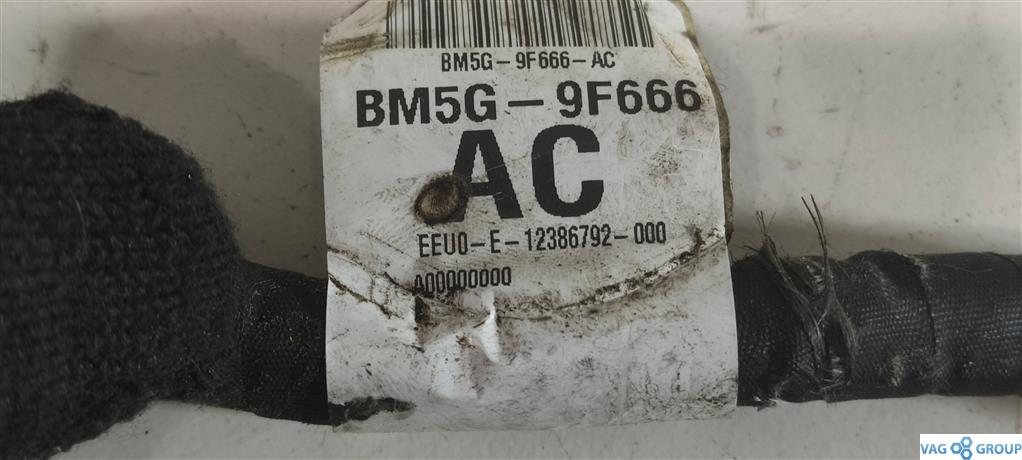 BM5G-9F666-AC
BM5G-9F666
AC
EEU0-E-12386792-000
A00000000
VAG GROUP